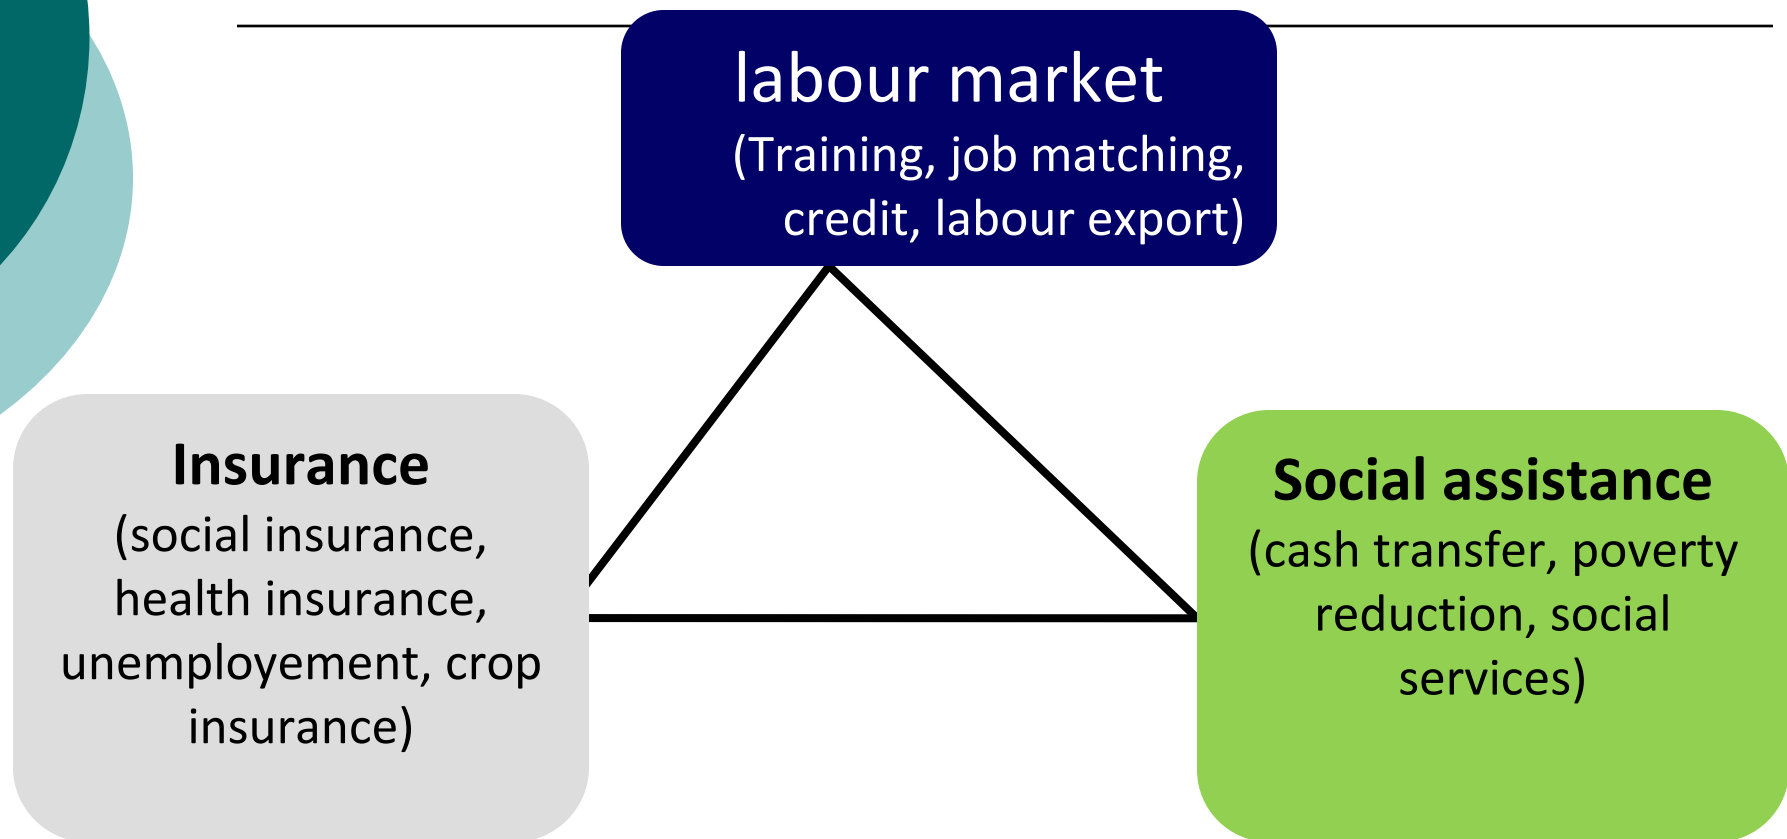 labour market
(Training, job matching,
credit, labour export)
Insurance
(social insurance,
health insurance,
unemployement, crop
insurance)
Social assistance
(cash transfer, poverty
reduction, social
services)